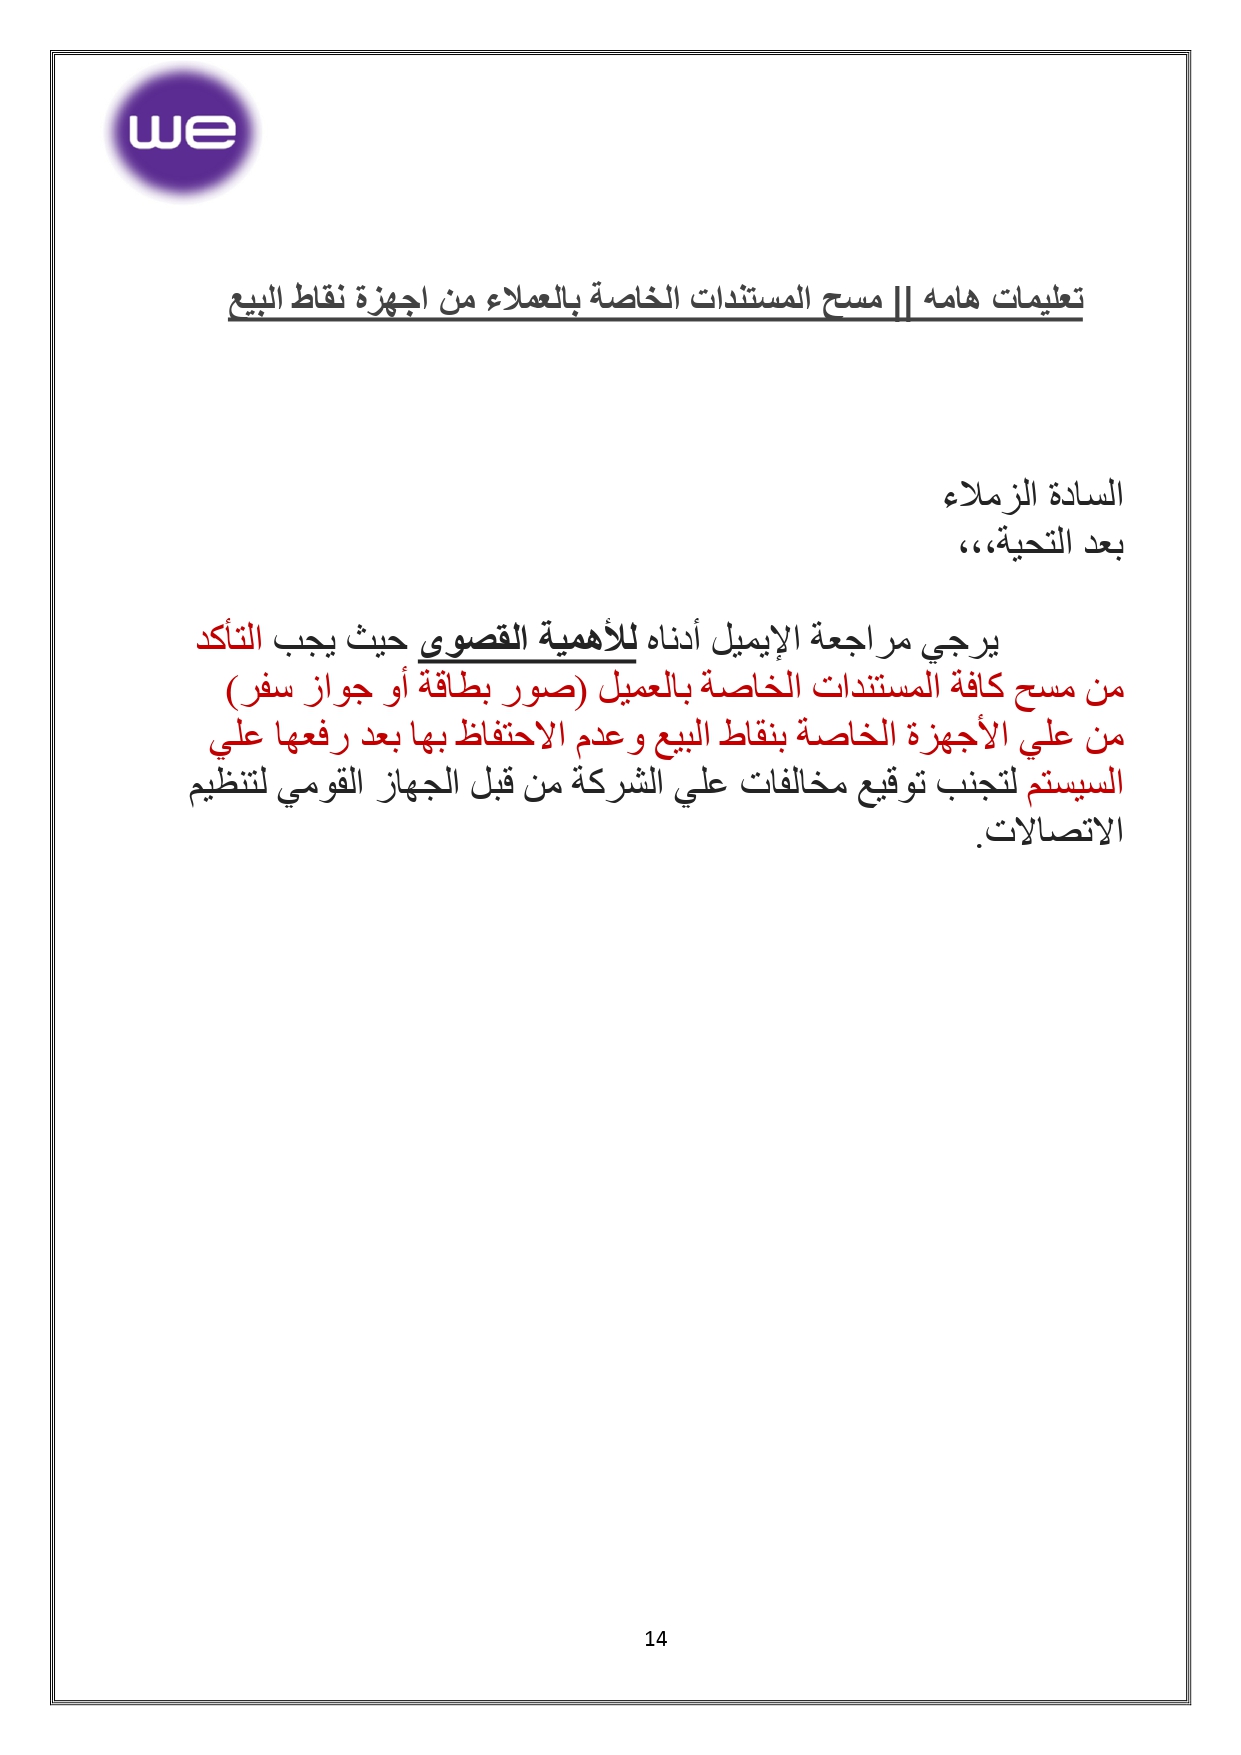 we
تعليمات هامه || مسح المستندات الخاصة بالعملاء من اجهزة نقاط البيع
السادة الزملاء
بعد التحية،،،
يرجي مراجعة الإيميل أدناه للأهمية القصوى حيث يجب التأكد
من مسح كافة المستندات الخاصة بالعميل (صور بطاقة أو جواز سفر)
من علي الأجهزة الخاصة بنقاط البيع وعدم الاحتفاظ بها بعد رفعها علي
السيستم لتجنب توقيع مخالفات علي الشركة من قبل الجهاز القومي لتنظيم
الاتصالات.
14